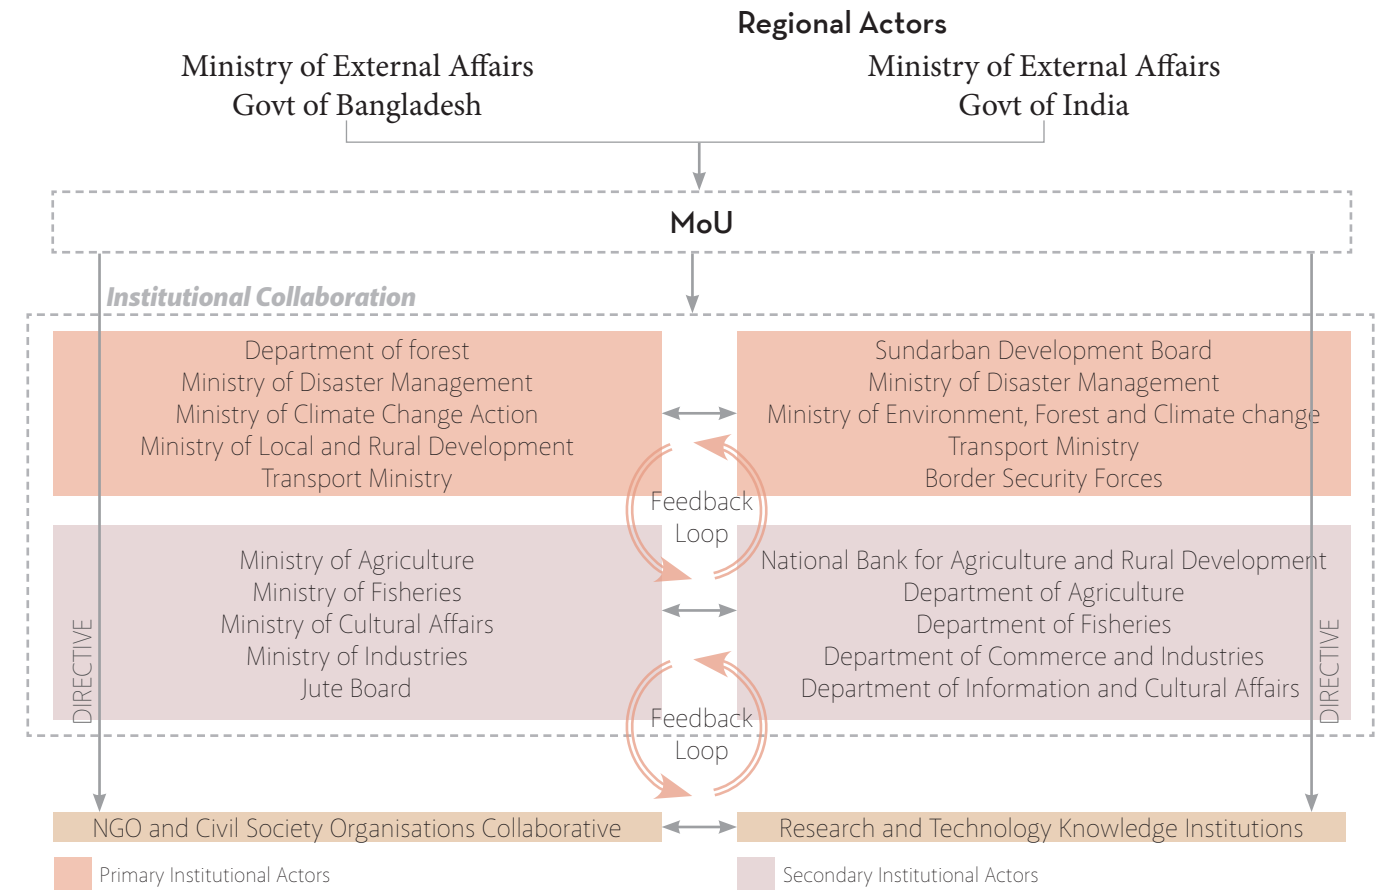 Regional Actors
Ministry of External Affairs
Govt of Bangladesh
Ministry of External Affairs
Govt of India
MoU
Institutional Collaboration
Department of forest
Ministry of Disaster Management
Ministry of Climate Change Action
Ministry of Local and Rural Development
Transport Ministry
Sundarban Development Board
Ministry of Disaster Management
Ministry of Environment, Forest and Climate change
Transport Ministry
Border Security Forces
Feedback
Loop
Ministry of Agriculture
Ministry of Fisheries
Ministry of Cultural Affairs
Ministry of Industries
Jute Board
National Bank for Agriculture and Rural Development
Department of Agriculture
Department of Fisheries
Department of Commerce and Industries
Department of Information and Cultural Affairs
DIRECTIVE
DIRECTIVE
Feedback
Loop
NGO and Civil Society Organisations Collaborative
Research and Technology Knowledge Institutions
Primary Institutional Actors
Secondary Institutional Actors